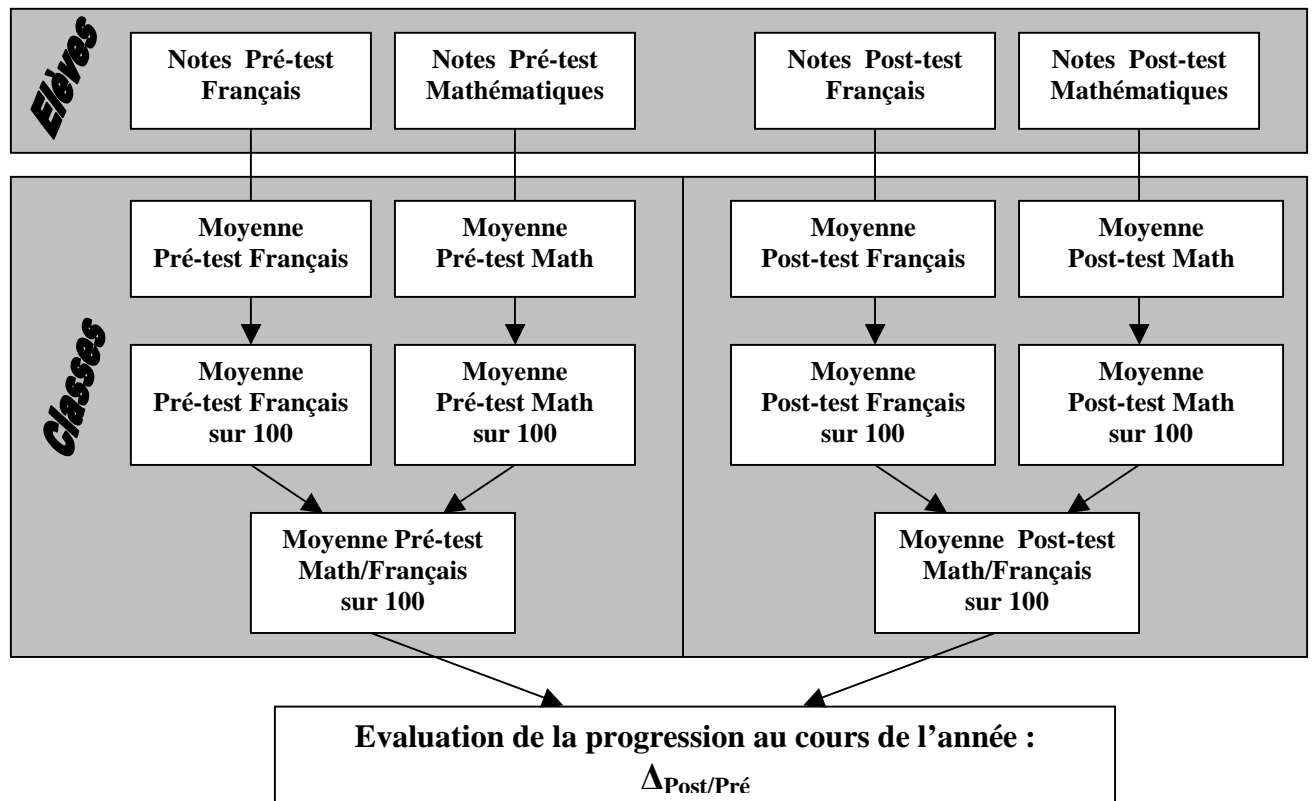 Elèves
Notes Pré-test
Français
Notes Pré-test
Mathématiques
Notes Post-test
Français
Notes Post-test
Mathématiques
Classes
Moyenne
Pré-test Français
Moyenne
Pré-test Math
Moyenne
Post-test Français
Moyenne
Post-test Math
Moyenne
Pré-test Français
sur 100
Moyenne
Pré-test Math
sur 100
Moyenne
Post-test Français
sur 100
Moyenne
Post-test Math
sur 100
Moyenne Pré-test
Math/Français
sur 100
Moyenne Post-test
Math/Français
sur 100
Evaluation de la progression au cours de l’année :
ΔPost/Pré